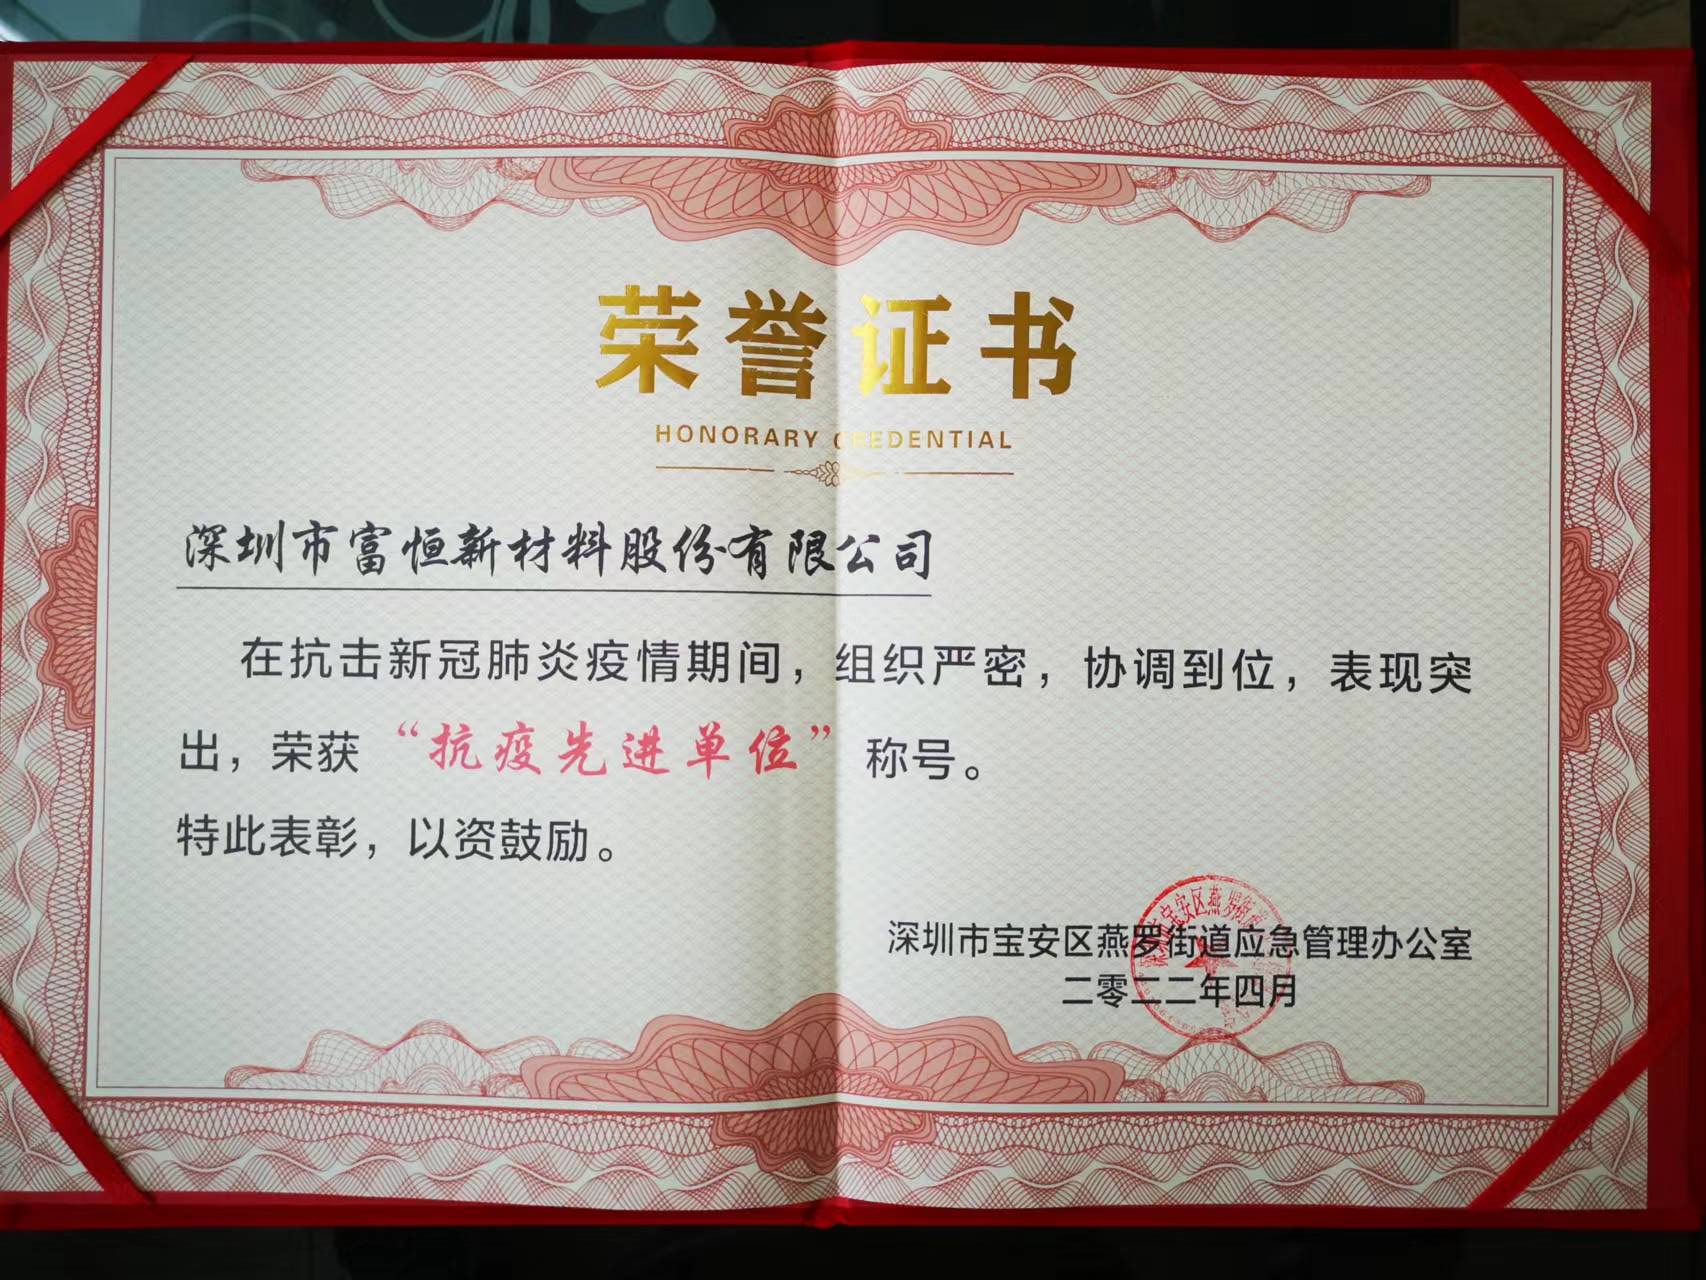 荣誉证书
HONORARY CREDENTIAL
深圳市富恒新材料股份有限公司
在抗击新冠肺炎疫情期间，组织严密，协调到位，表现突
出，荣获“抗疫先进单位”称号。
特此表彰，以资鼓励。
深圳市宝安区燕罗街道应急管理办公室
二零二二年四月